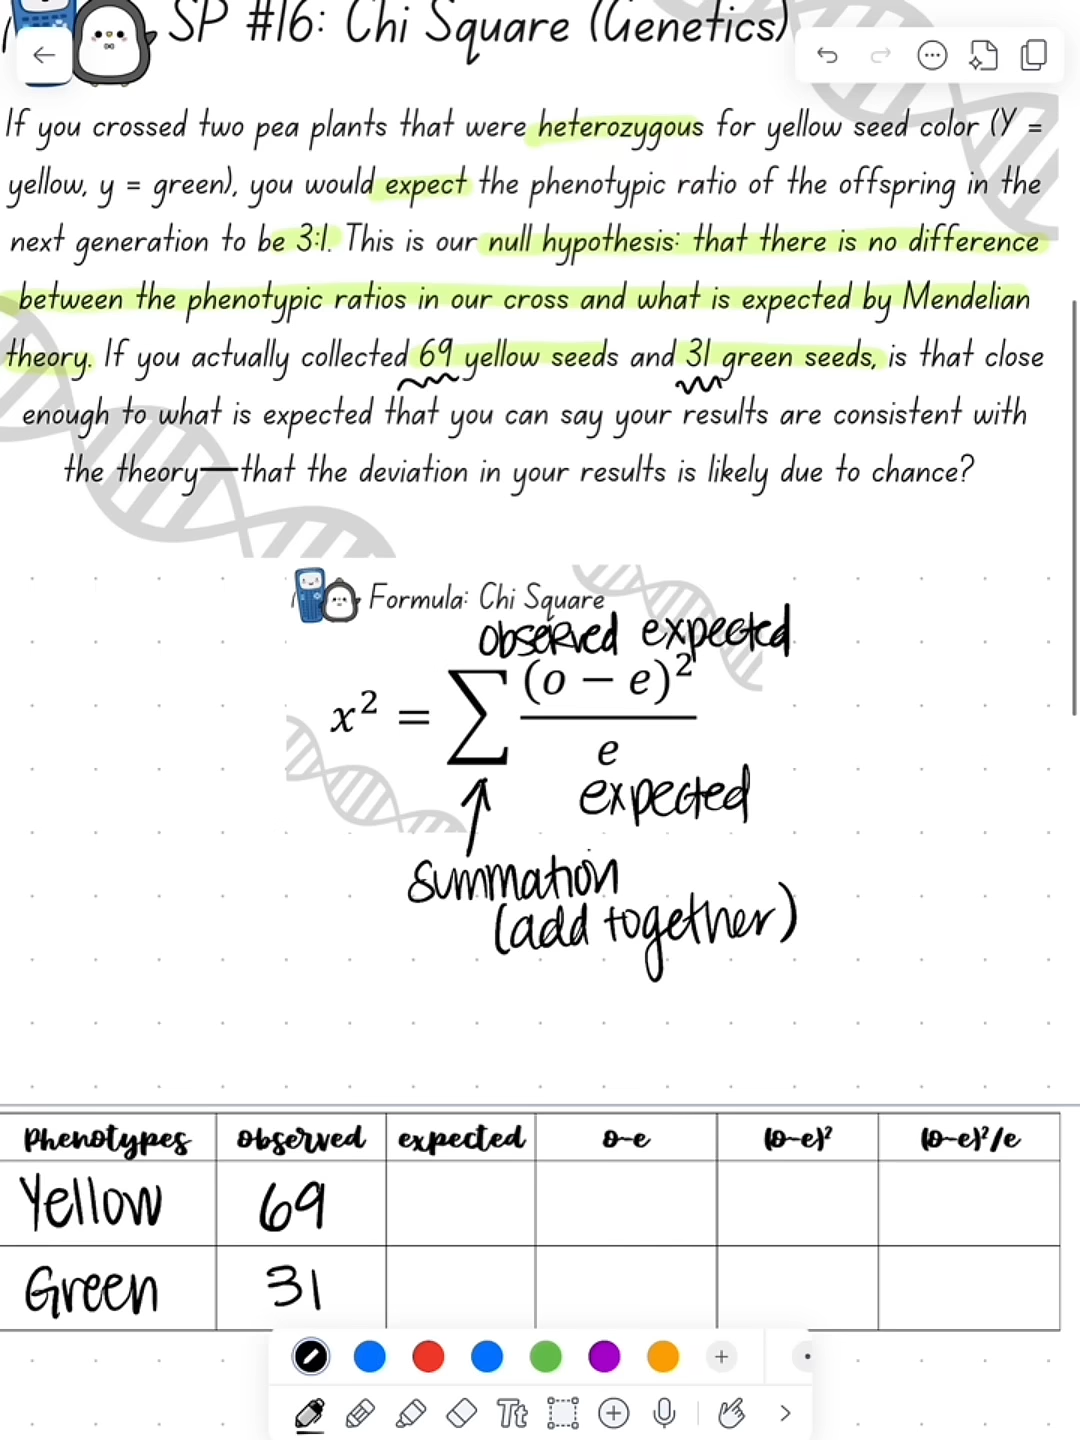 SP #16: Chi Square (Genetics)
If you crossed two pea plants that were heterozygous for yellow seed color (Y =
yellow, y = green), you would expect the phenotypic ratio of the offspring in the
next generation to be 3:1. This is our null hypothesis: that there is no difference
between the phenotypic ratios in our cross and what is expected by Mendelian
theory. If you actually collected 69 yellow seeds and 31 green seeds, is that close
enough to what is expected that you can say your results are consistent with
the theory—that the deviation in your results is likely due to chance?
Formula: Chi Square
observed expected
x² = ∑ (o − e)²
e
expected
summation
(add together)
Phenotypes observed expected o-e (o-e)² (o-e)²/e
Yellow 69
Green 31
Tt